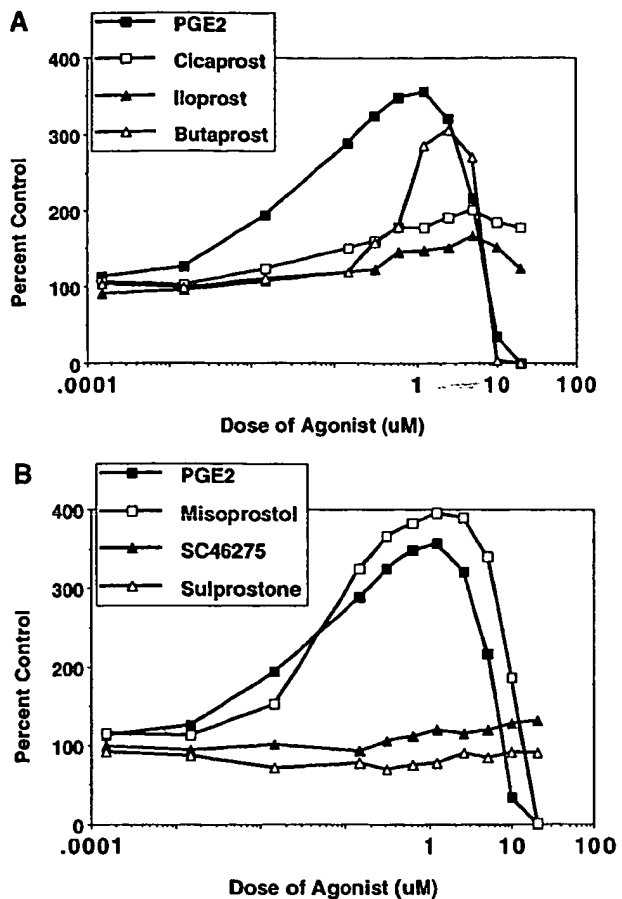 A
PGE2
Cicaprost
Iloprost
Butaprost
400
300
200
100
0
Percent Control
.0001
1
10
100
Dose of Agonist (uM)
B
PGE2
Misoprostol
SC46275
Sulprostone
400
300
200
100
0
Percent Control
.0001
1
10
100
Dose of Agonist (uM)